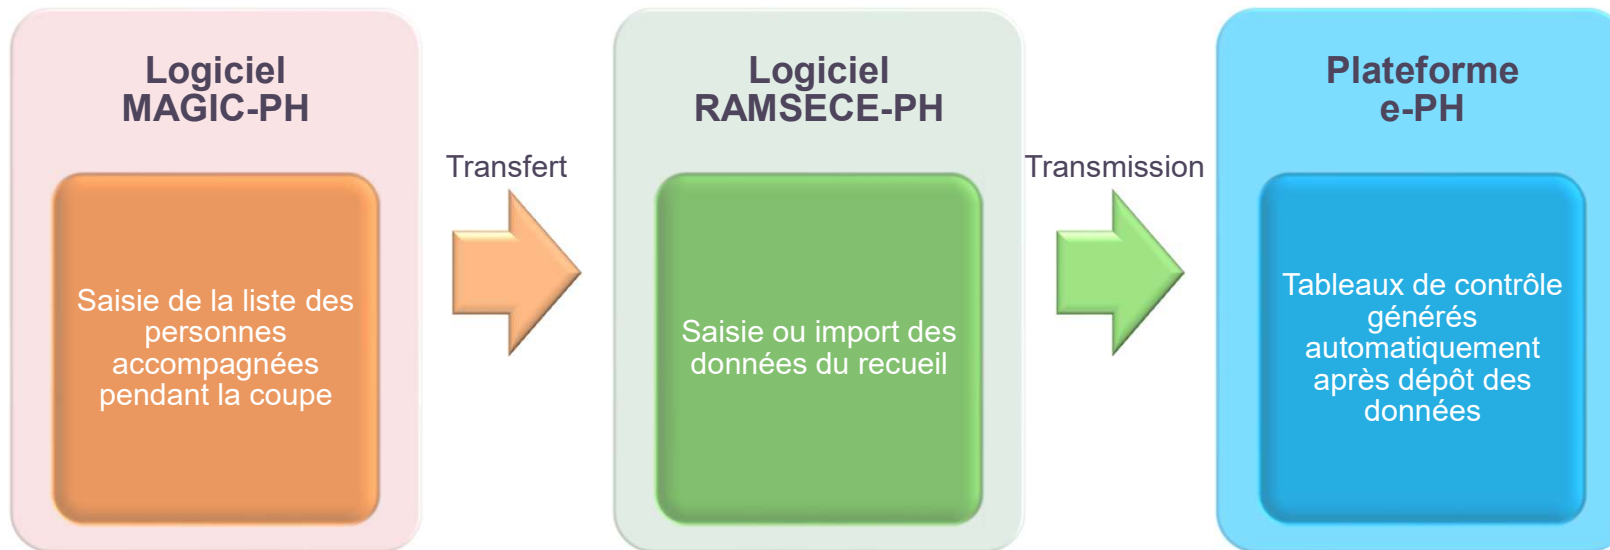 Logiciel
MAGIC-PH
Saisie de la liste des
personnes
accompagnées
pendant la coupe
Transfert
Logiciel
RAMSECE-PH
Saisie ou import des
données du recueil
Transmission
Plateforme
e-PH
Tableaux de contrôle
générés
automatiquement
après dépôt des
données